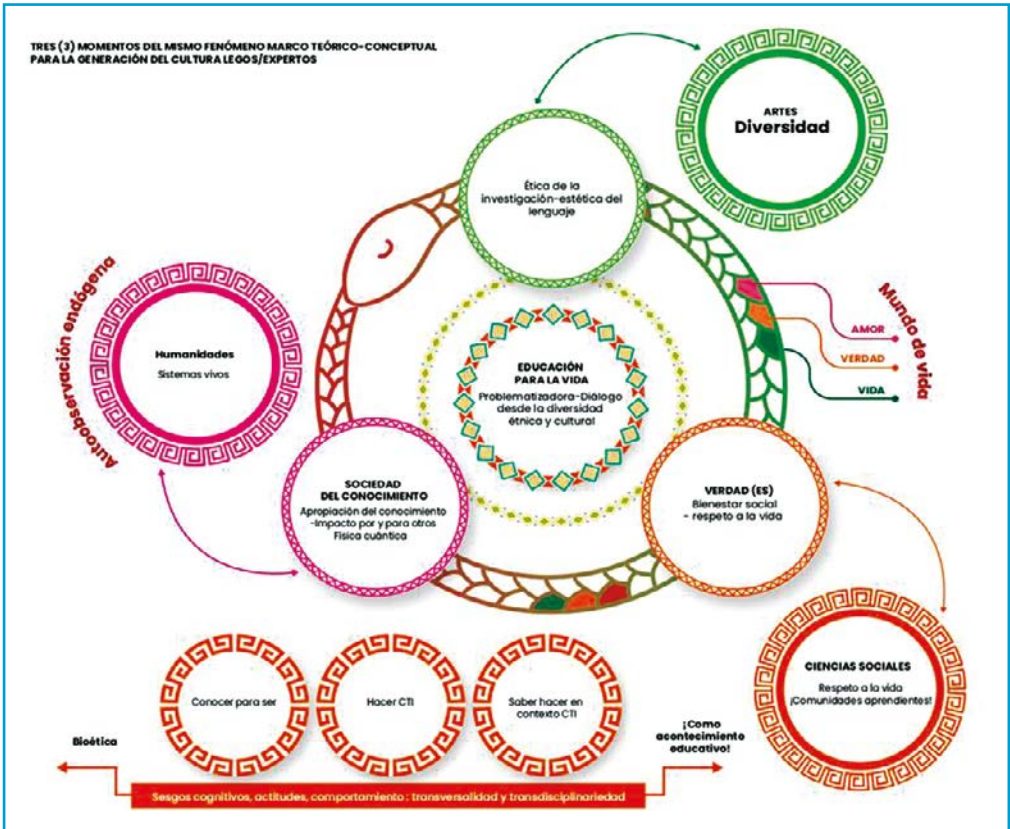 TRES (3) MOMENTOS DEL MISMO FENÓMENO MARCO TEÓRICO-CONCEPTUAL
PARA LA GENERACIÓN DEL CULTURA LEGOS/EXPERTOS
ARTES
Diversidad
Ética de la
investigación-estética del
lenguaje
Autoobservación endógena
Humanidades
Sistemas vivos
Mundo de vida
AMOR
VERDAD
VIDA
EDUCACIÓN
PARA LA VIDA
Problematizadora-Diálogo
desde la diversidad
étnica y cultural
SOCIEDAD
DEL CONOCIMIENTO
Apropiación del conocimiento
-Impacto por y para otros
Física cuántica
VERDAD (ES)
Bienestar social
- respeto a la vida
CIENCIAS SOCIALES
Respeto a la vida
¡Comunidades aprendientes!
Conocer para ser
Hacer CTI
Saber hacer en
contexto CTI
Bioética
¡Como
acontecimiento
educativo!
Sesgos cognitivos, actitudes, comportamiento : transversalidad y transdisciplinariedad